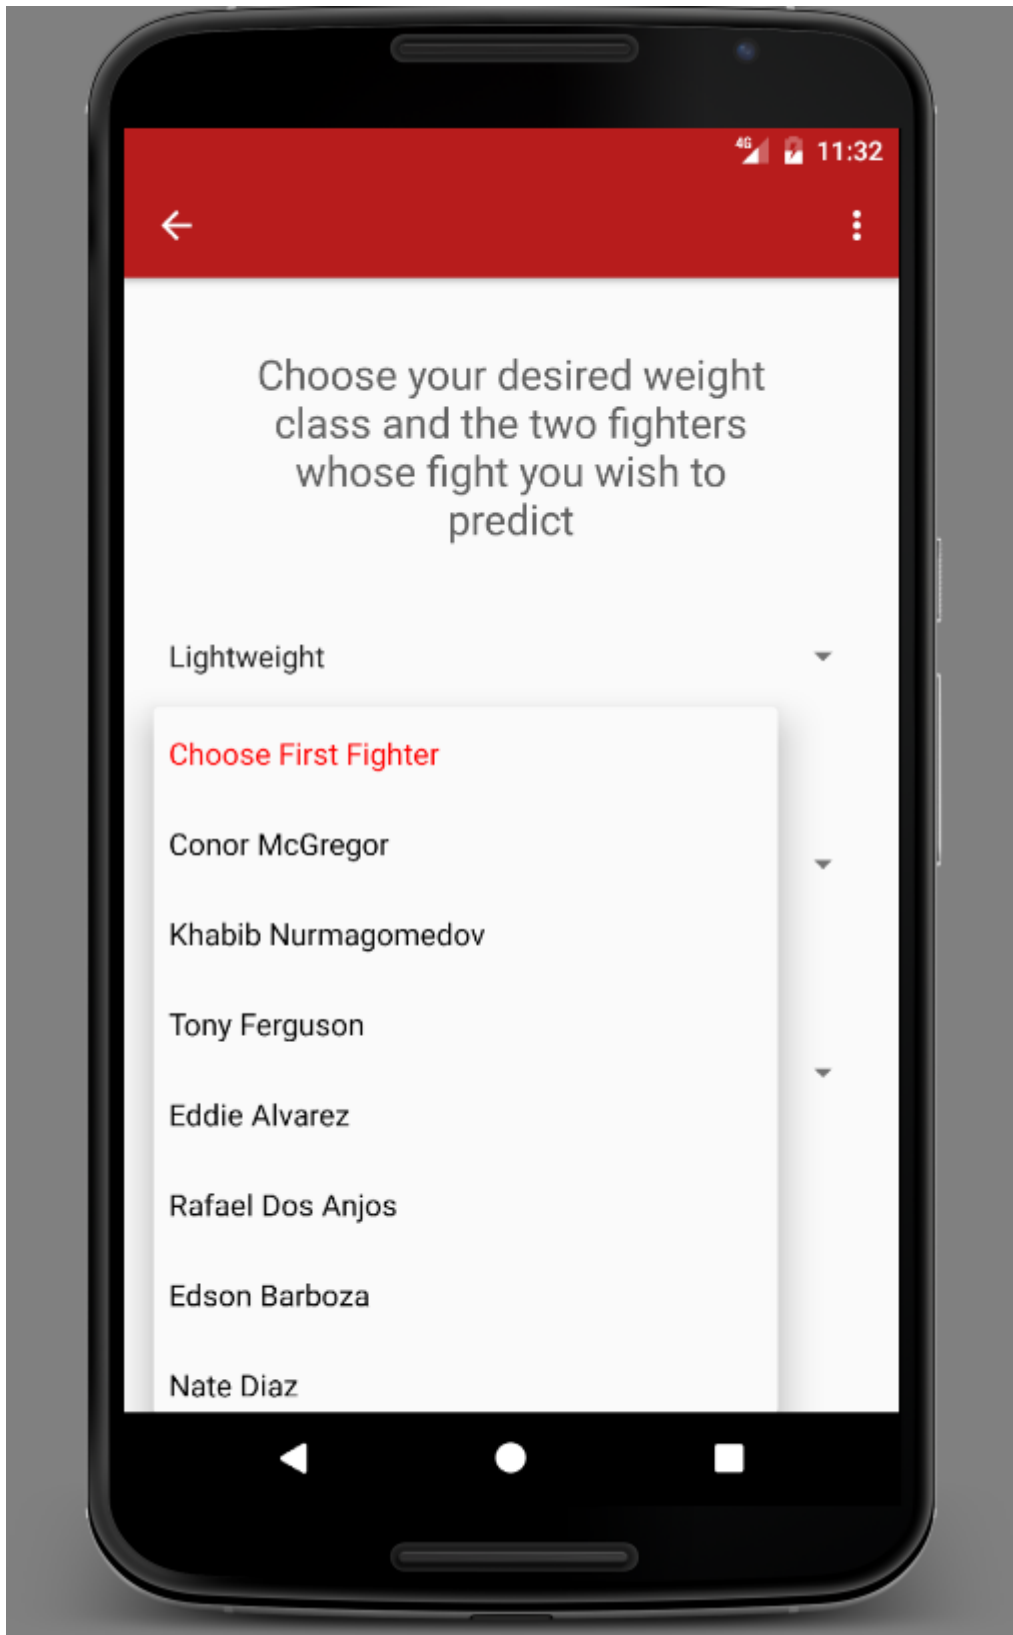 4G 11:32
Choose your desired weight
class and the two fighters
whose fight you wish to
predict
Lightweight
Choose First Fighter
Conor McGregor
Khabib Nurmagomedov
Tony Ferguson
Eddie Alvarez
Rafael Dos Anjos
Edson Barboza
Nate Diaz